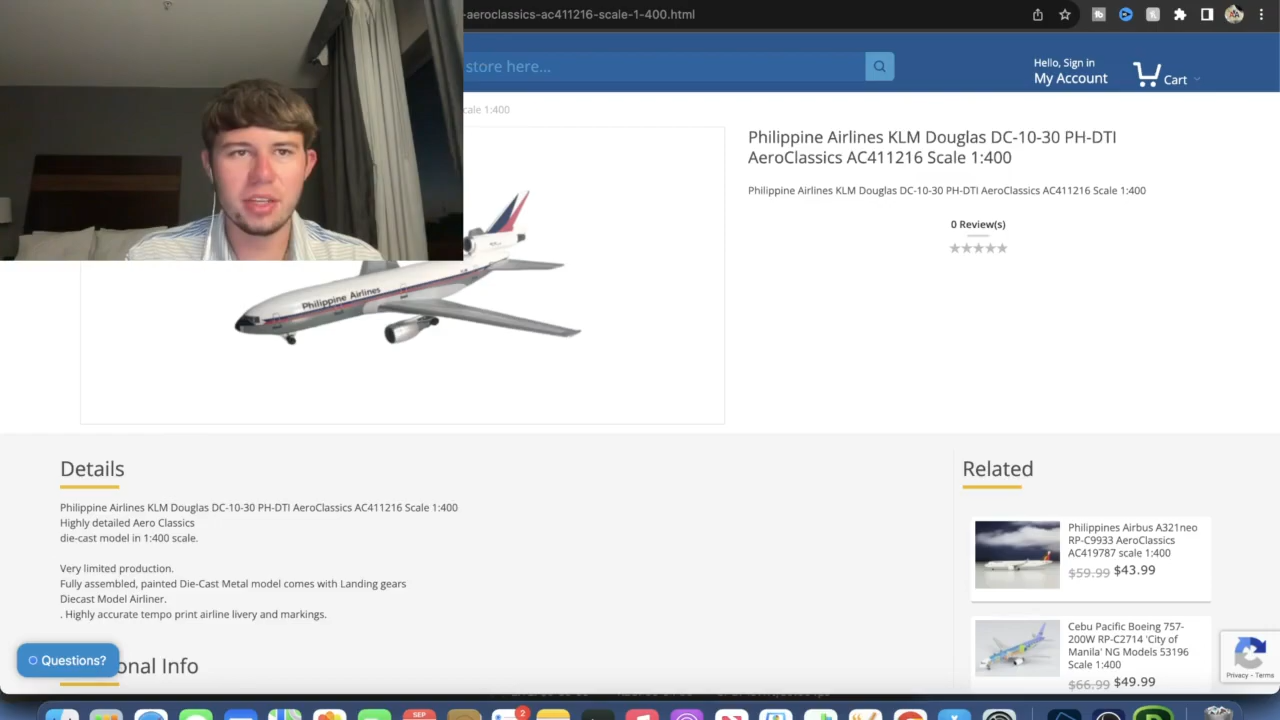 -aeroclassics-ac411216-scale-1-400.html
store here...
Hello, Sign in
My Account
Cart
cale 1:400
Philippine Airlines KLM Douglas DC-10-30 PH-DTI
AeroClassics AC411216 Scale 1:400
Philippine Airlines KLM Douglas DC-10-30 PH-DTI AeroClassics AC411216 Scale 1:400
0 Review(s)
Philippine Airlines
Details
Philippine Airlines KLM Douglas DC-10-30 PH-DTI AeroClassics AC411216 Scale 1:400
Highly detailed Aero Classics
die-cast model in 1:400 scale.
Very limited production.
Fully assembled, painted Die-Cast Metal model comes with Landing gears
Diecast Model Airliner.
. Highly accurate tempo print airline livery and markings.
Questions?
onal Info
Related
Philippines Airbus A321neo
RP-C9933 AeroClassics
AC419787 scale 1:400
$59.99 $43.99
Cebu Pacific Boeing 757-
200W RP-C2714 'City of
Manila' NG Models 53196
Scale 1:400
$66.99 $49.99
Privacy - Terms
SEP
2